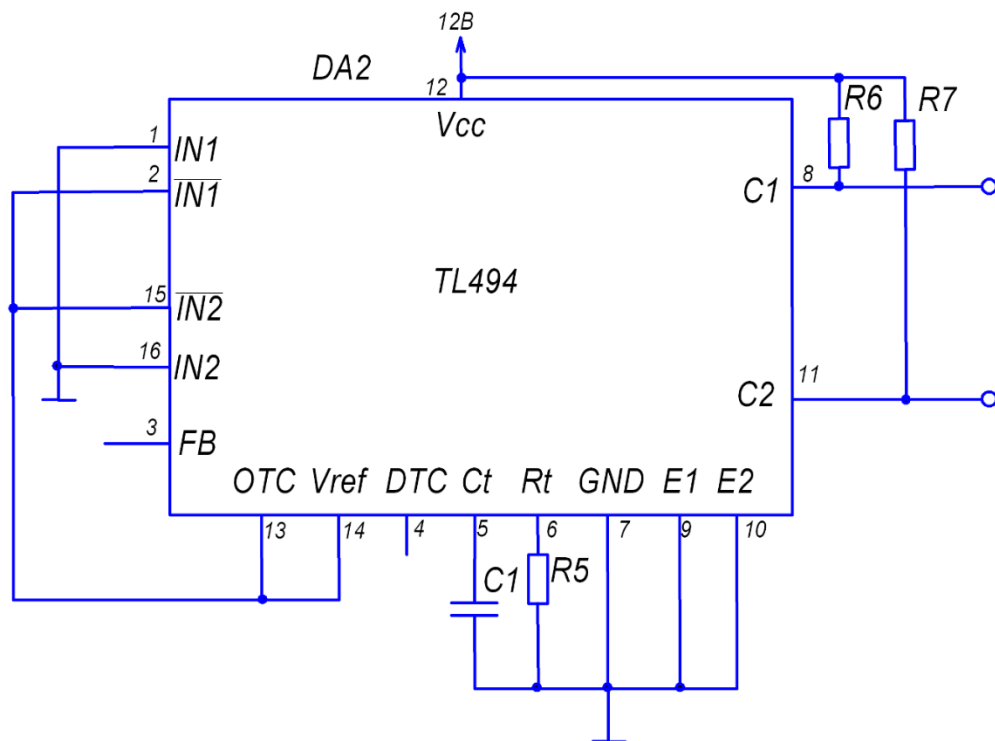 12В
DA2
12
Vcc
R6
R7
1
IN1
2
IN1
8
C1
TL494
15
IN2
16
IN2
11
C2
3
FB
OTC Vref DTC Ct Rt GND E1 E2
13 14 4 5 6 7 9 10
C1
R5